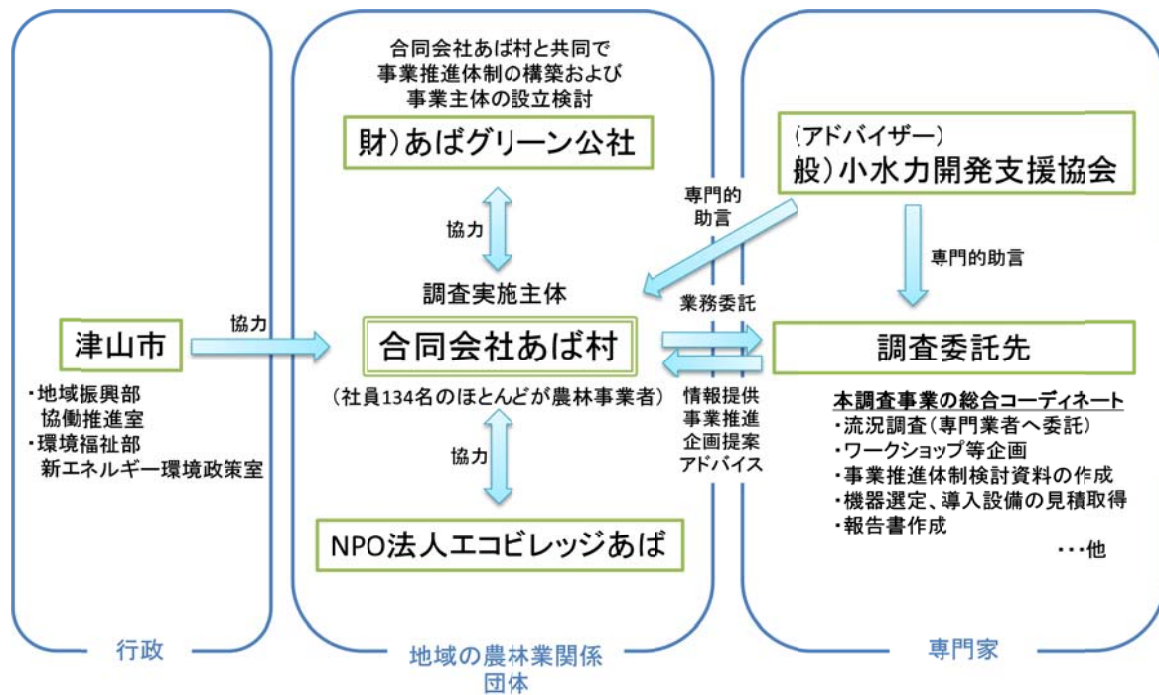 合同会社あば村と共同で
事業推進体制の構築および
事業主体の設立検討
財）あばグリーン公社
協力
調査実施主体
合同会社あば村
（社員134名のほとんどが農林事業者）
協力
NPO法人エコビレッジあば
地域の農林業関係
団体
津山市
協力
・地域振興部
協働推進室
・環境福祉部
新エネルギー環境政策室
行政
（アドバイザー）
般）小水力開発支援協会
専門的
助言
専門的助言
業務委託
情報提供
事業推進
企画提案
アドバイス
調査委託先
本調査事業の総合コーディネート
・流況調査（専門業者へ委託）
・ワークショップ等企画
・事業推進体制検討資料の作成
・機器選定、導入設備の見積取得
・報告書作成
・・・他
専門家